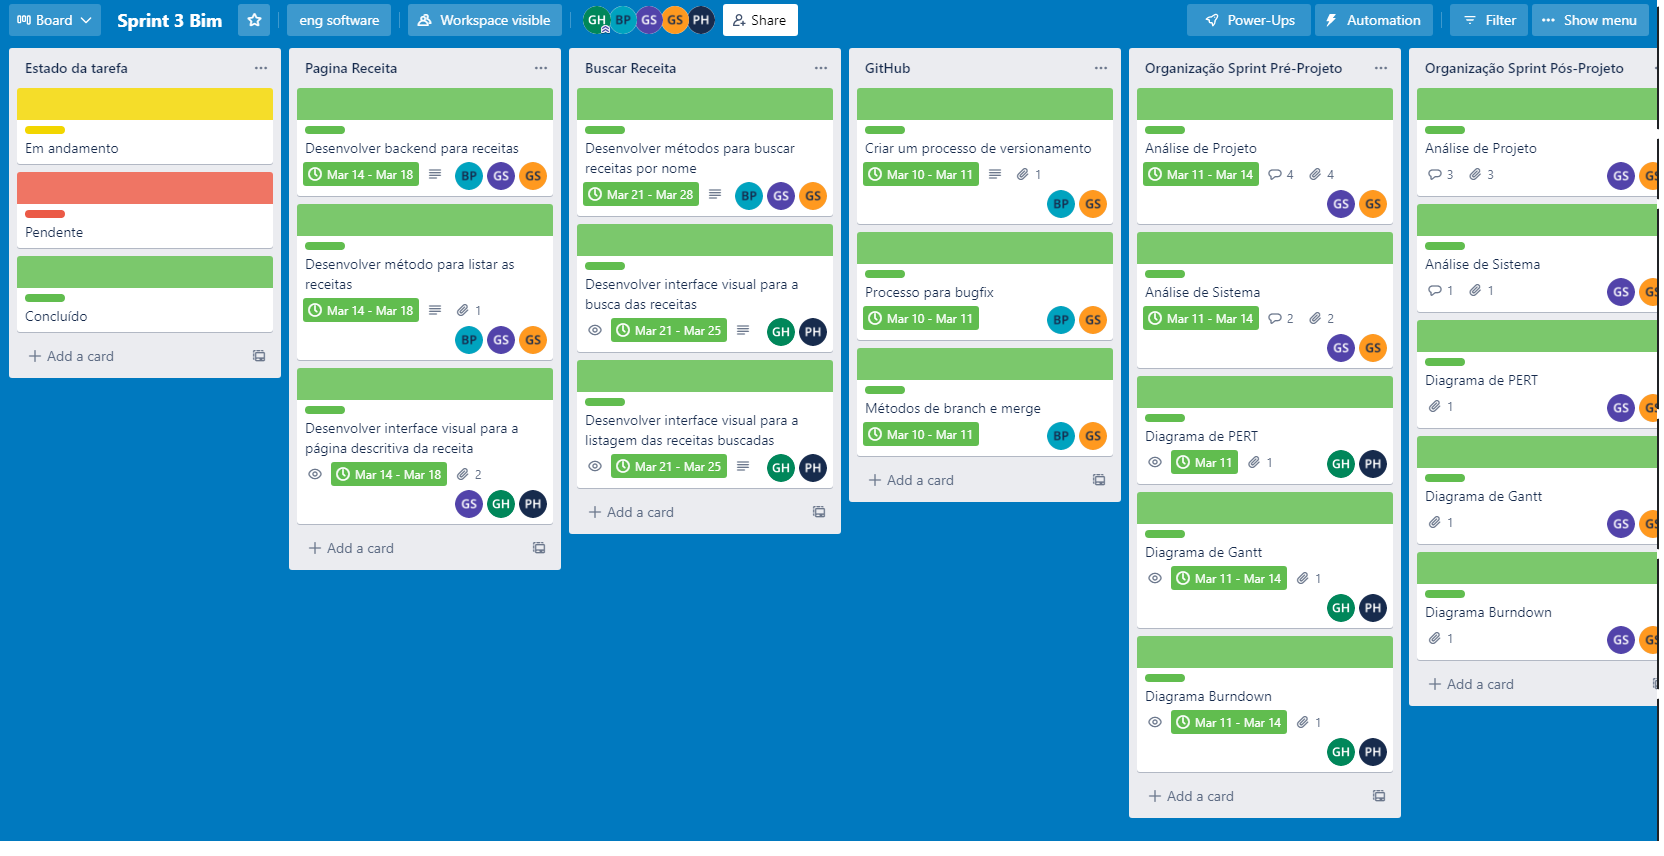 Board
Sprint 3 Bim
eng software
Workspace visible
GH BP GS GS PH
Share
Power-Ups
Automation
Filter
Show menu
Estado da tarefa
Em andamento
Pendente
Concluído
Add a card
Pagina Receita
Desenvolver backend para receitas
Mar 14 - Mar 18
BP GS GS
Desenvolver método para listar as
receitas
Mar 14 - Mar 18 1
BP GS GS
Desenvolver interface visual para a
página descritiva da receita
Mar 14 - Mar 18 2
GS GH PH
Add a card
Buscar Receita
Desenvolver métodos para buscar
receitas por nome
Mar 21 - Mar 28
BP GS GS
Desenvolver interface visual para a
busca das receitas
Mar 21 - Mar 25
GH PH
Desenvolver interface visual para a
listagem das receitas buscadas
Mar 21 - Mar 25
GH PH
Add a card
GitHub
Criar um processo de versionamento
Mar 10 - Mar 11 1
BP GS
Processo para bugfix
Mar 10 - Mar 11
BP GS
Métodos de branch e merge
Mar 10 - Mar 11
BP GS
Add a card
Organização Sprint Pré-Projeto
Análise de Projeto
Mar 11 - Mar 14 4 4
GS GS
Análise de Sistema
Mar 11 - Mar 14 2 2
GS GS
Diagrama de PERT
Mar 11 1
GH PH
Diagrama de Gantt
Mar 11 - Mar 14 1
GH PH
Diagrama Burndown
Mar 11 - Mar 14 1
GH PH
Add a card
Organização Sprint Pós-Projeto
Análise de Projeto
3 3
GS GS
Análise de Sistema
1 1
GS GS
Diagrama de PERT
1
GS GS
Diagrama de Gantt
1
GS GS
Diagrama Burndown
1
GS GS
Add a card